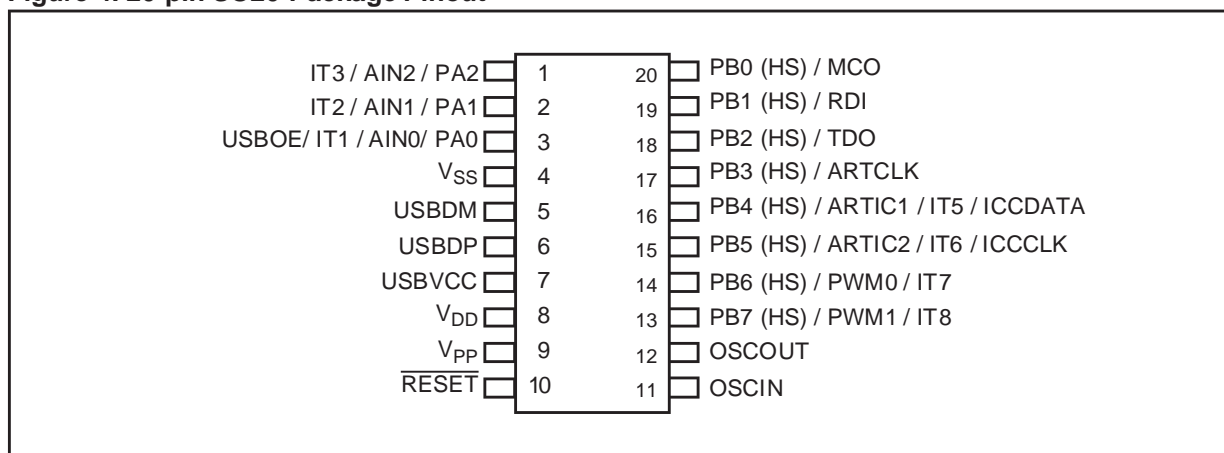 IT3 / AIN2 / PA2 1 20 PB0 (HS) / MCO
IT2 / AIN1 / PA1 2 19 PB1 (HS) / RDI
USBOE/ IT1 / AIN0/ PA0 3 18 PB2 (HS) / TDO
VSS 4 17 PB3 (HS) / ARTCLK
USBDM 5 16 PB4 (HS) / ARTIC1 / IT5 / ICCDATA
USBDP 6 15 PB5 (HS) / ARTIC2 / IT6 / ICCCLK
USBVCC 7 14 PB6 (HS) / PWM0 / IT7
VDD 8 13 PB7 (HS) / PWM1 / IT8
VPP 9 12 OSCOUT
RESET 10 11 OSCIN